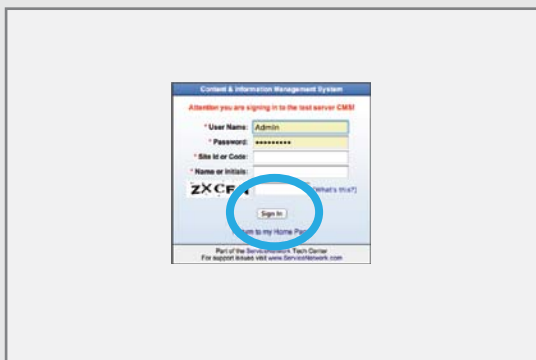 Content & Information Management System
Attention you are signing in to the test server CMS!
* User Name: Admin
* Password: •••••••••
* Site Id or Code:
* Name or Initials:
ZXCF (What's this?)
Sign In
to my Home
Part of the ServiceNetwork Tech Center
For support issues visit www.ServiceNetwork.com